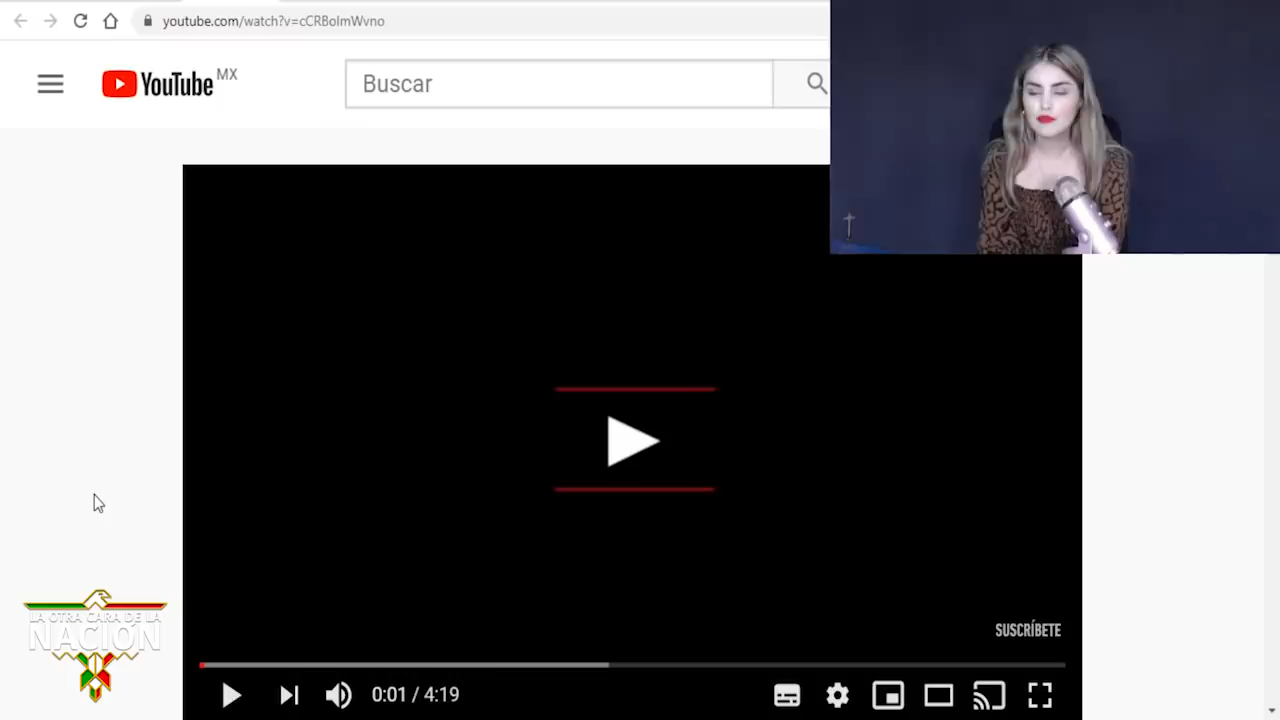 youtube.com/watch?v=cCRBolmWvno
YouTube MX
Buscar
SUSCRÍBETE
LA OTRA CARA DE LA
NACIÓN
0:01 / 4:19